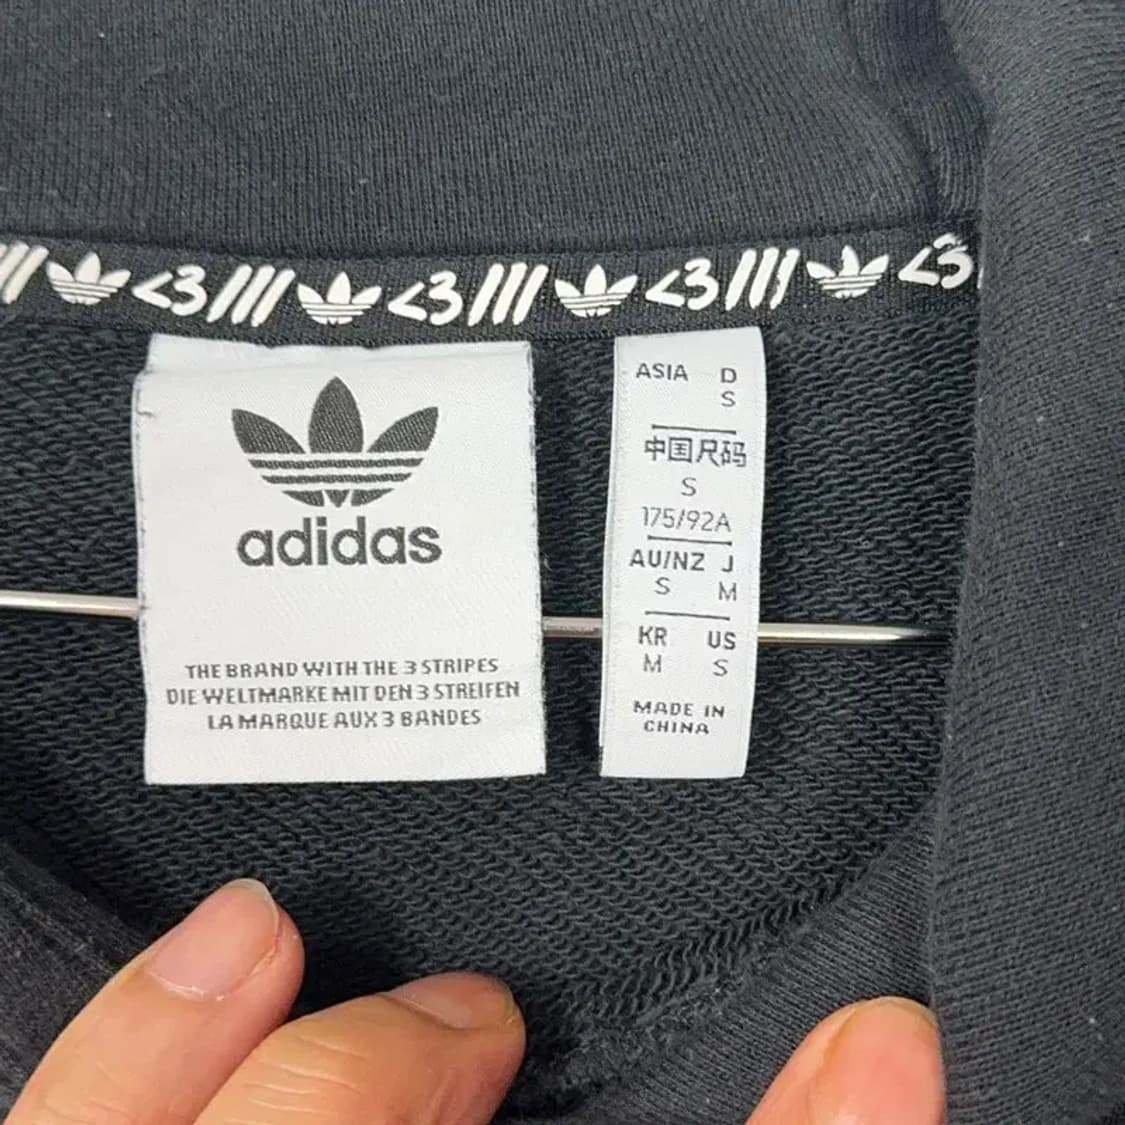 <3 /// <3 /// <3 /// <3
adidas
THE BRAND WITH THE 3 STRIPES
DIE WELTMARKE MIT DEN 3 STREIFEN
LA MARQUE AUX 3 BANDES
ASIA D
S
中国尺码
S
175/92A
AU/NZ J
S M
KR US
M S
MADE IN
CHINA